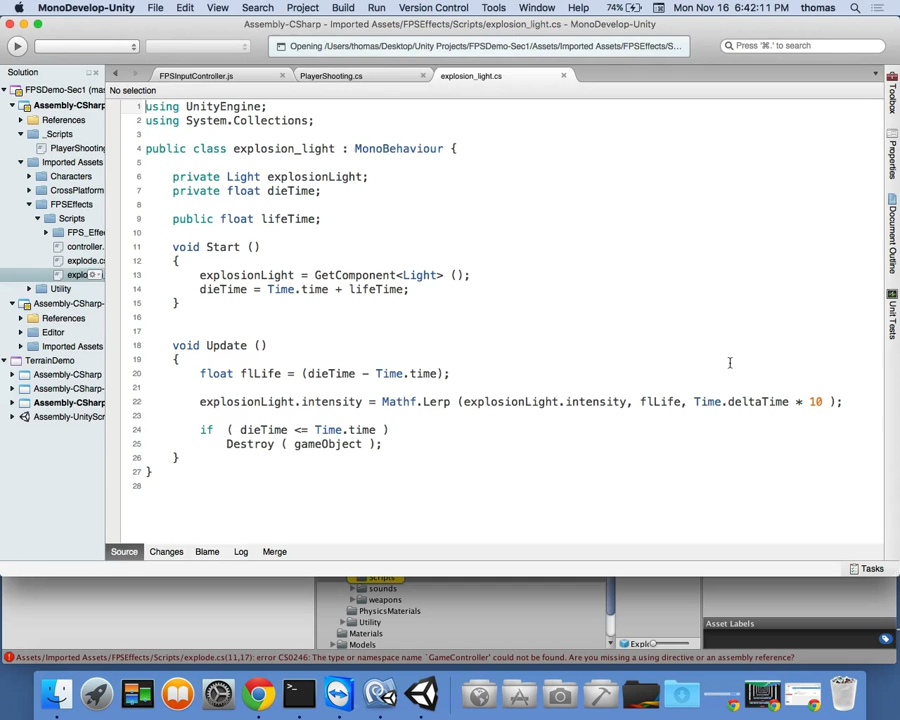 MonoDevelop-Unity File Edit View Search Project Build Run Version Control Tools Window Help 74% Mon Nov 16 6:42:11 PM thomas
Assembly-CSharp - Imported Assets/FPSEffects/Scripts/explosion_light.cs - MonoDevelop-Unity
Opening /Users/thomas/Desktop/Unity Projects/FPSDemo-Sec1/Assets/Imported Assets/FPSEffects/S...
Press '⌘.' to search
Solution
FPSInputController.js
PlayerShooting.cs
explosion_light.cs
No selection
FPSDemo-Sec1 (mas
Assembly-CSharp
References
_Scripts
PlayerShooting
Imported Assets
Characters
CrossPlatform
FPSEffects
Scripts
FPS_Effec
controller.
explode.cs
explo
Utility
Assembly-CSharp-
References
Editor
Imported Assets
TerrainDemo
Assembly-CSharp
Assembly-CSharp-
Assembly-CSharp
Assembly-UnityScr
1 using UnityEngine;
2 using System.Collections;
3
4 public class explosion_light : MonoBehaviour {
5
6 private Light explosionLight;
7 private float dieTime;
8
9 public float lifeTime;
10
11 void Start ()
12 {
13 explosionLight = GetComponent<Light> ();
14 dieTime = Time.time + lifeTime;
15 }
16
17
18 void Update ()
19 {
20 float flLife = (dieTime - Time.time);
21
22 explosionLight.intensity = Mathf.Lerp (explosionLight.intensity, flLife, Time.deltaTime * 10 );
23
24 if ( dieTime <= Time.time )
25 Destroy ( gameObject );
26 }
27 }
28
Toolbox
Properties
Document Outline
Unit Tests
Source Changes Blame Log Merge
Tasks
Scripts
sounds
weapons
PhysicsMaterials
Utility
Materials
Models
Explo
Asset Labels
Assets/Imported Assets/FPSEffects/Scripts/explode.cs(11,17): error CS0246: The type or namespace name `GameController' could not be found. Are you missing a using directive or an assembly reference?